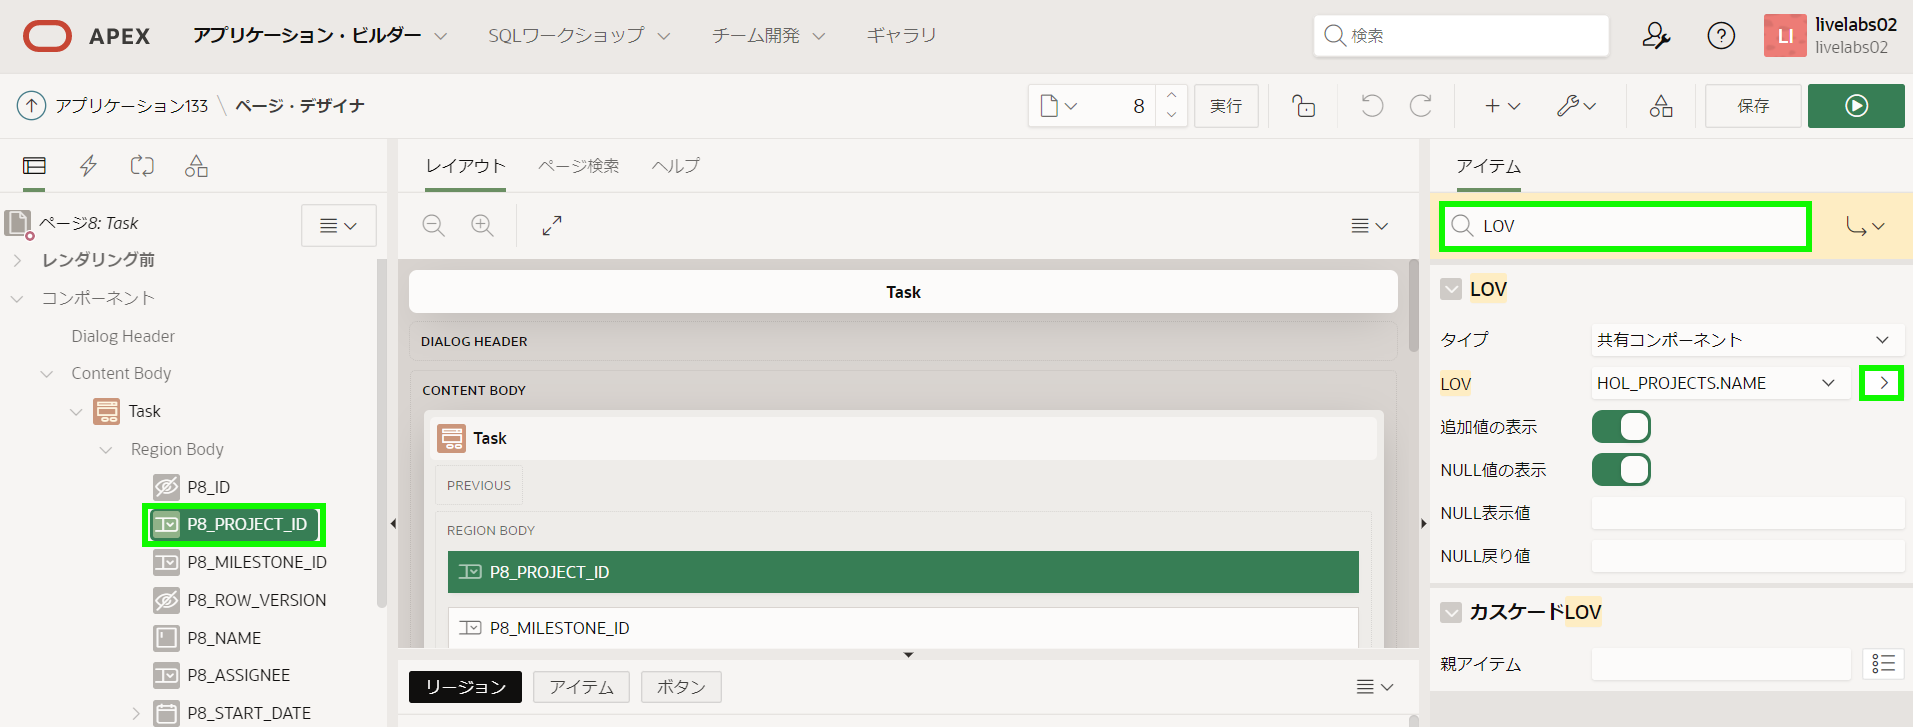 APEX アプリケーション・ビルダー SQLワークショップ チーム開発 ギャラリ 検索 LI livelabs02
livelabs02
アプリケーション133 \ ページ・デザイナ 8 実行 保存
ページ8: Task
レンダリング前
コンポーネント
Dialog Header
Content Body
Task
Region Body
P8_ID
P8_PROJECT_ID
P8_MILESTONE_ID
P8_ROW_VERSION
P8_NAME
P8_ASSIGNEE
P8_START_DATE
レイアウト ページ検索 ヘルプ
Task
DIALOG HEADER
CONTENT BODY
Task
PREVIOUS
REGION BODY
P8_PROJECT_ID
P8_MILESTONE_ID
リージョン アイテム ボタン
アイテム
LOV
LOV
タイプ 共有コンポーネント
LOV HOL_PROJECTS.NAME
追加値の表示
NULL値の表示
NULL表示値
NULL戻り値
カスケードLOV
親アイテム